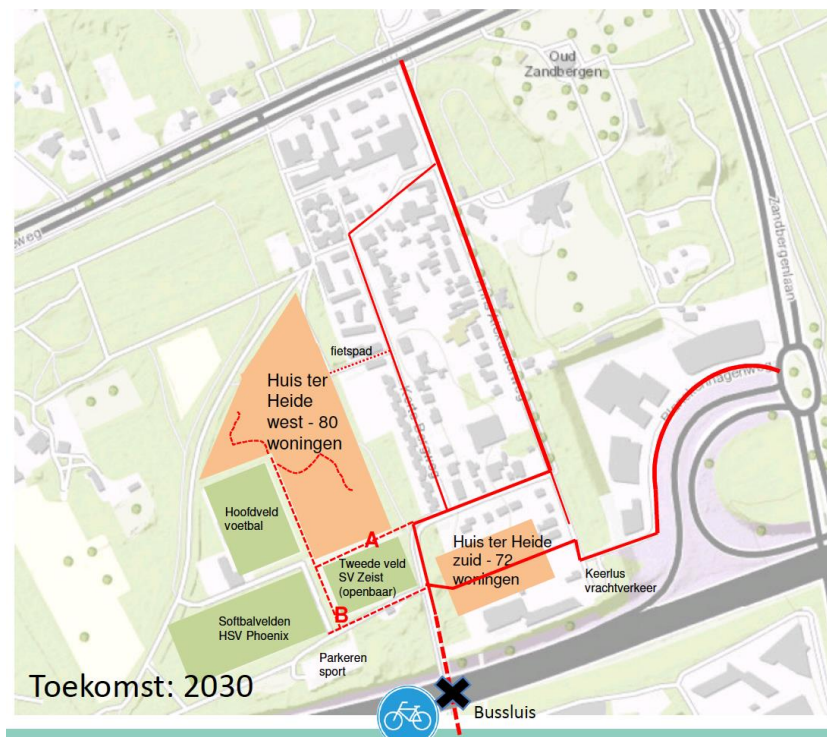 Oud
Zandbergen
Zandbergenlaan
weg
fietspad
Huis ter
Heide
west - 80
woningen
Hoofdveld
voetbal
A
Tweede veld
SV Zeist
(openbaar)
Huis ter Heide
zuid - 72
woningen
Keerlus
vrachtverkeer
B
Softbalvelden
HSV Phoenix
Parkeren
sport
Toekomst: 2030
Bussluis